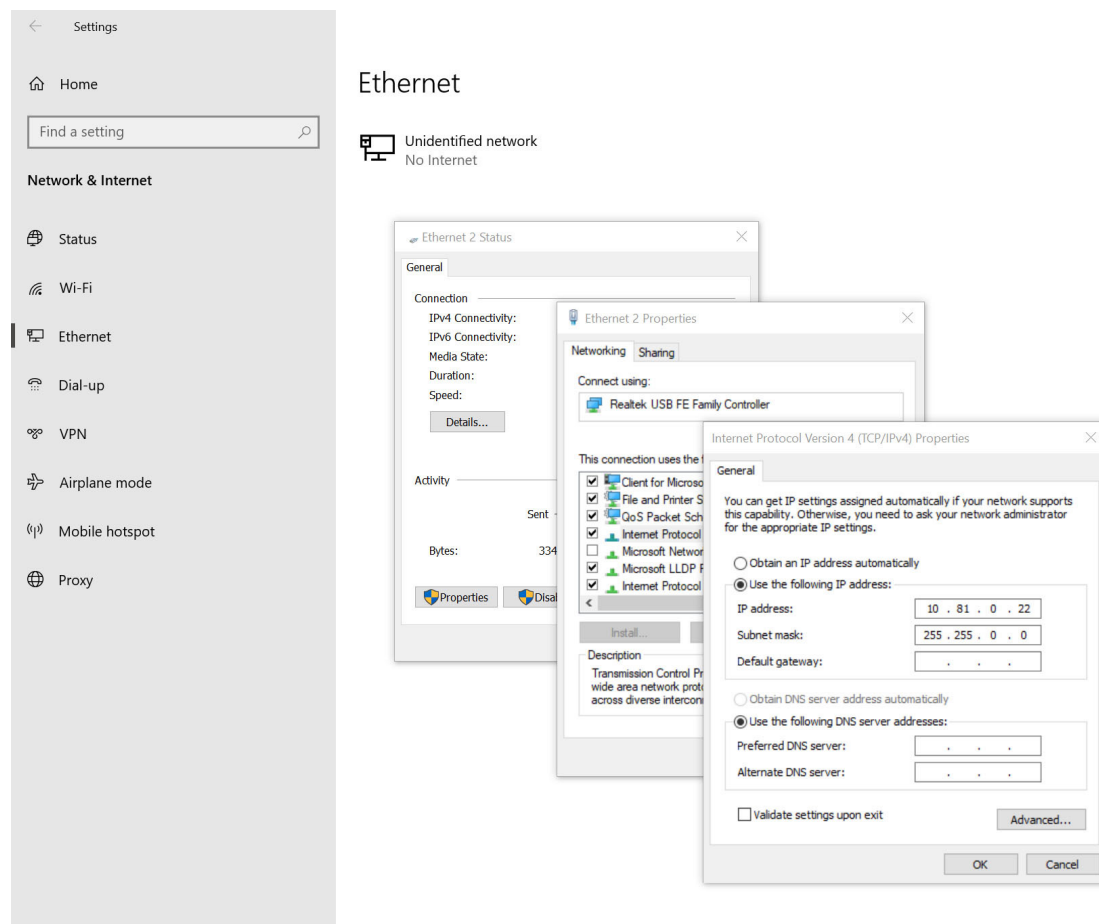 Settings
Home
Find a setting
Network & Internet
Status
Wi-Fi
Ethernet
Dial-up
VPN
Airplane mode
Mobile hotspot
Proxy
Ethernet
Unidentified network
No Internet
Ethernet 2 Status
General
Connection
IPv4 Connectivity:
IPv6 Connectivity:
Media State:
Duration:
Speed:
Details...
Activity
Sent
Bytes: 334
Properties
Ethernet 2 Properties
Networking Sharing
Connect using:
Realtek USB FE Family Controller
This connection uses the
Client for
File and Printer
QoS Packet
Internet Protocol
Microsoft
Microsoft LLDP
Internet Protocol
Install...
Description
Transmission Control
wide area network
across diverse
Internet Protocol Version 4 (TCP/IPv4) Properties
General
You can get IP settings assigned automatically if your network supports
this capability. Otherwise, you need to ask your network administrator
for the appropriate IP settings.
Obtain an IP address automatically
Use the following IP address:
IP address: 10 . 81 . 0 . 22
Subnet mask: 255 . 255 . 0 . 0
Default gateway: . . .
Obtain DNS server address automatically
Use the following DNS server addresses:
Preferred DNS server: . . .
Alternate DNS server: . . .
Validate settings upon exit
Advanced...
OK
Cancel